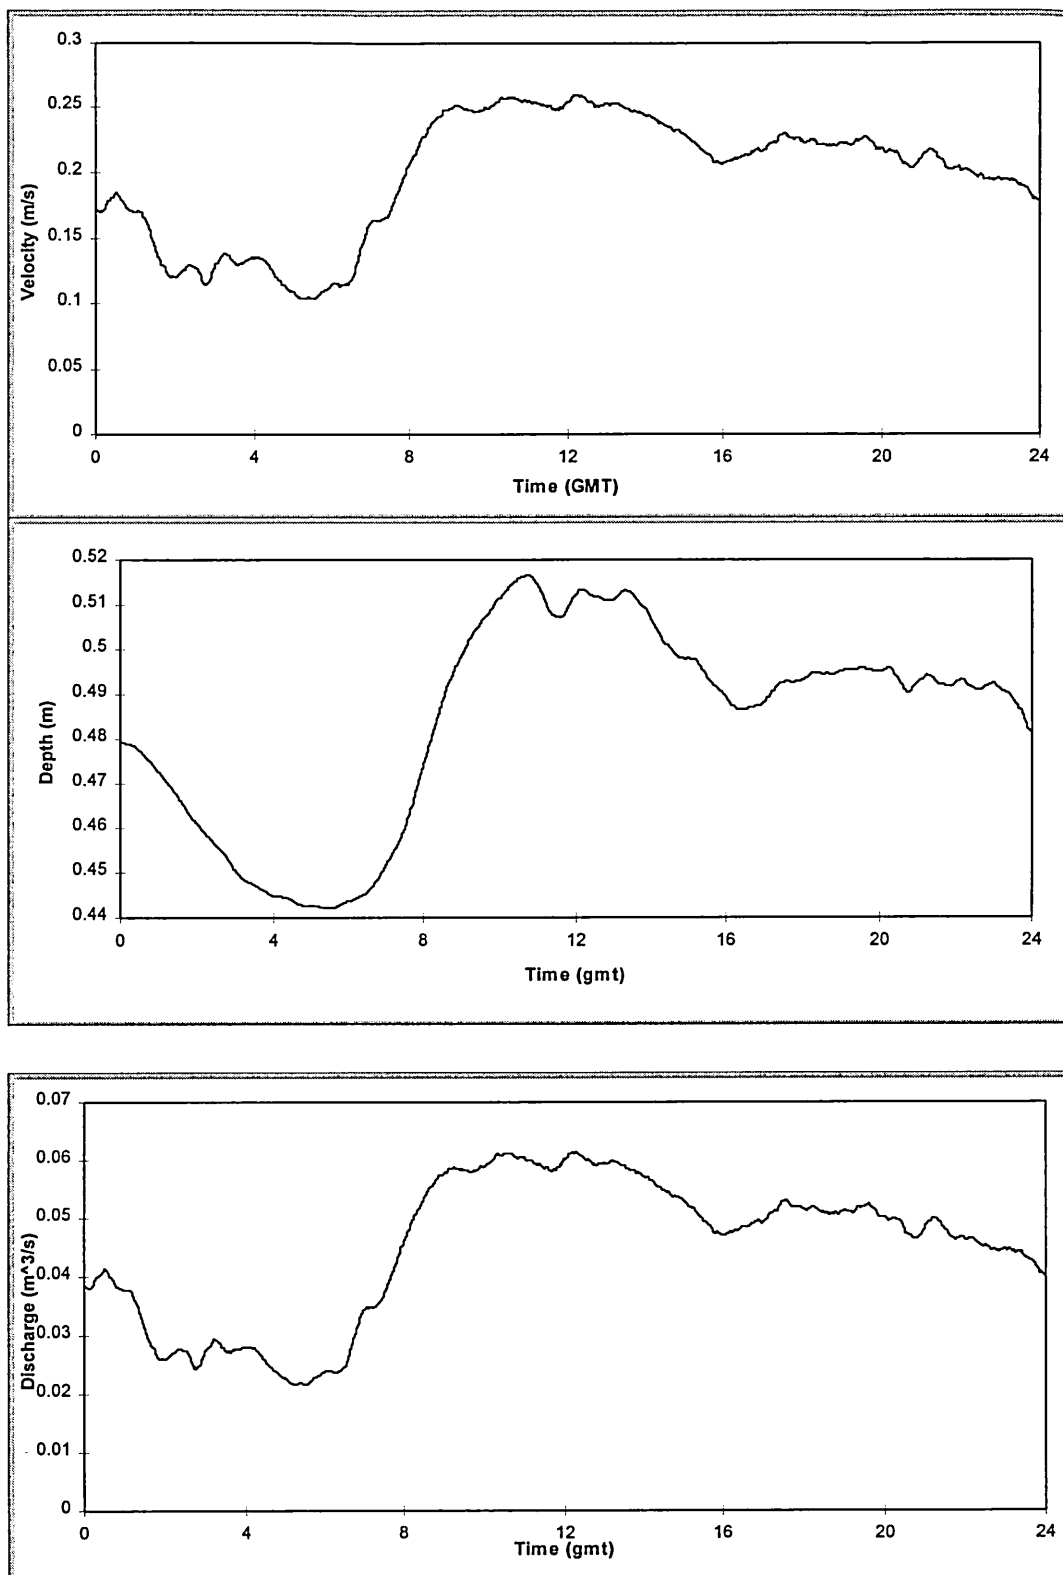 0.3
0.25
0.2
0.15
0.1
0.05
0
Velocity (m/s)
0 4 8 12 16 20 24
Time (GMT)
0.52
0.51
0.5
0.49
0.48
0.47
0.46
0.45
0.44
Depth (m)
0 4 8 12 16 20 24
Time (gmt)
0.07
0.06
0.05
0.04
0.03
0.02
0.01
0
Discharge (m^3/s)
0 4 8 12 16 20 24
Time (gmt)